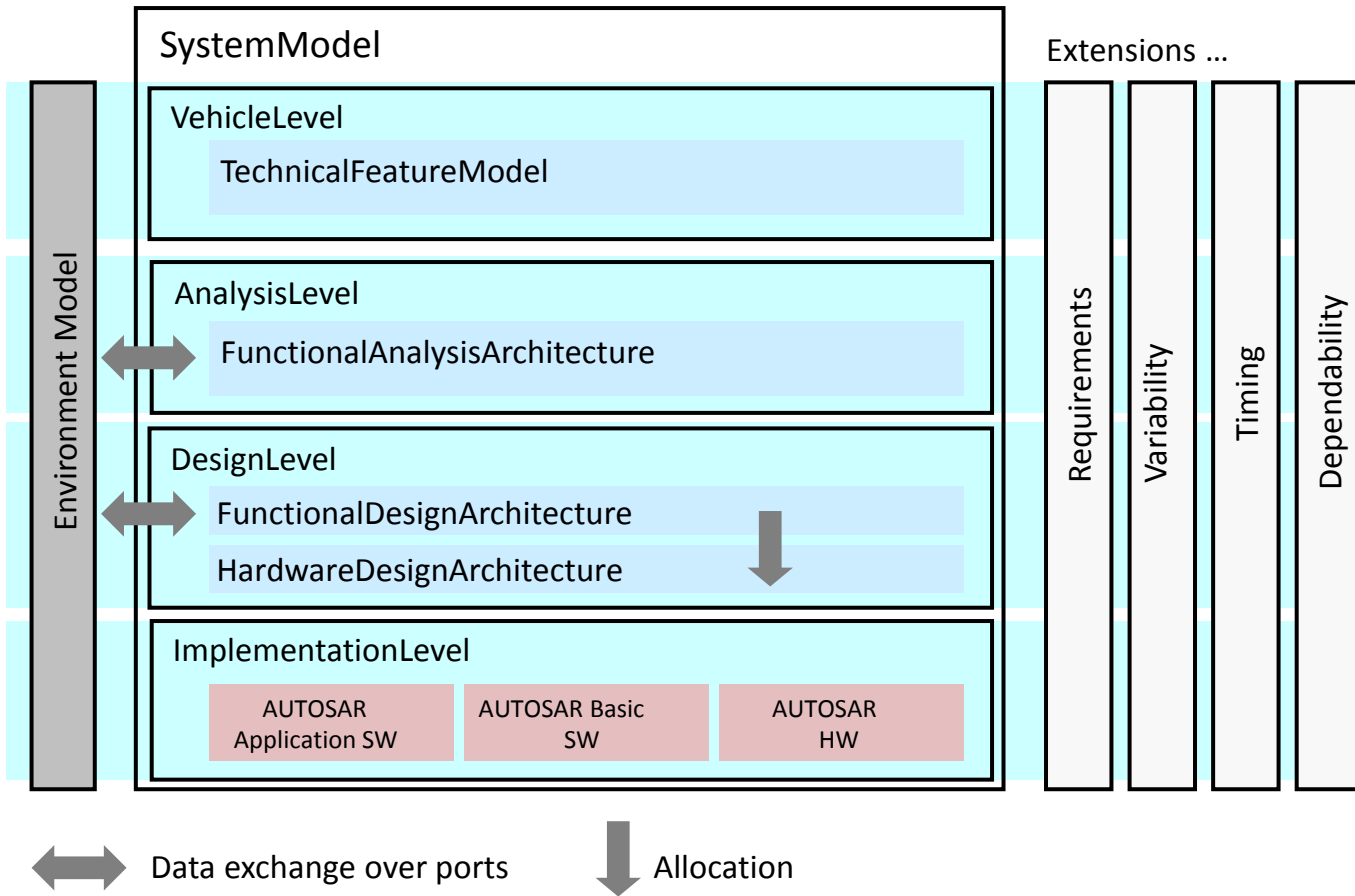 SystemModel
Extensions ...
VehicleLevel
TechnicalFeatureModel
AnalysisLevel
FunctionalAnalysisArchitecture
DesignLevel
FunctionalDesignArchitecture
HardwareDesignArchitecture
ImplementationLevel
AUTOSAR
Application SW
AUTOSAR Basic
SW
AUTOSAR
HW
Environment Model
Requirements
Variability
Timing
Dependability
Data exchange over ports
Allocation